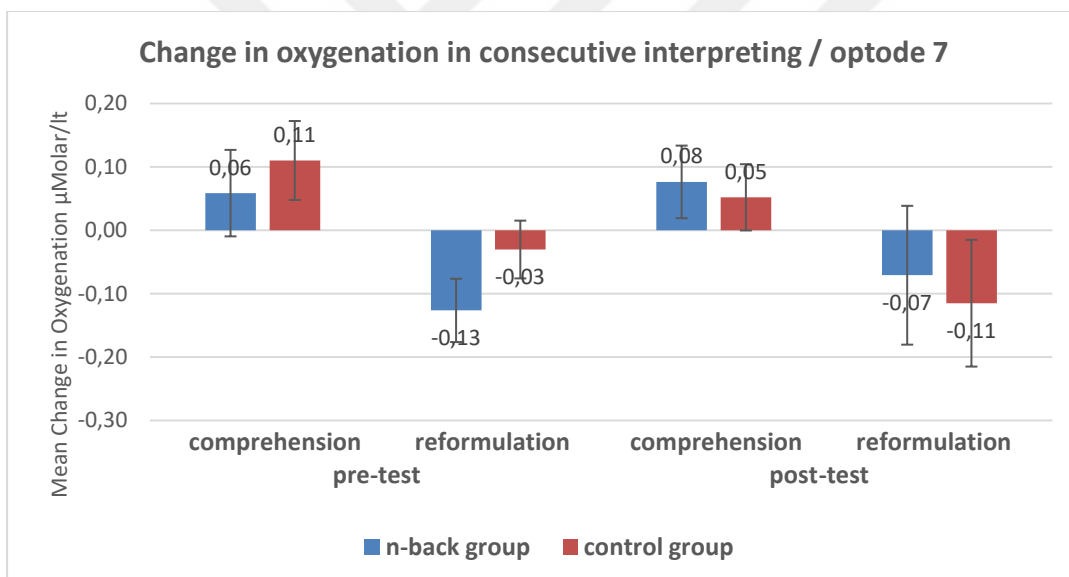 Change in oxygenation in consecutive interpreting / optode 7
Mean Change in Oxygenation µMolar/lt
0,20
0,10
0,00
-0,10
-0,20
-0,30
0,06
0,11
-0,13
-0,03
0,08
0,05
-0,07
-0,11
comprehension reformulation comprehension reformulation
pre-test post-test
n-back group control group